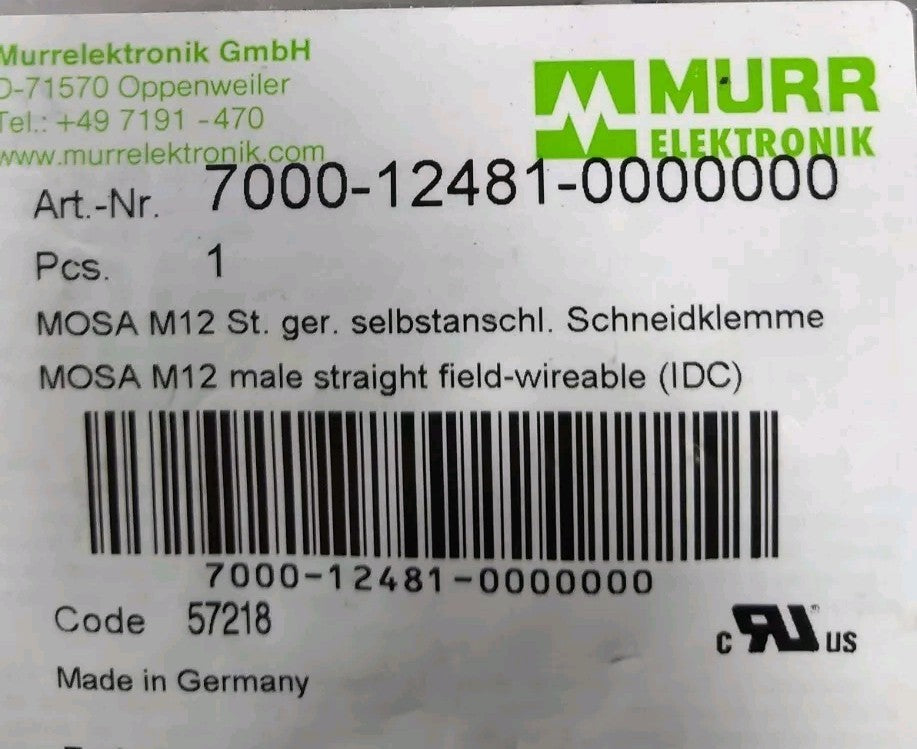 Murrelektronik GmbH
D-71570 Oppenweiler
Tel.: +49 7191 -470
www.murrelektronik.com
MURR
ELEKTRONIK
Art.-Nr. 7000-12481-0000000
Pcs. 1
MOSA M12 St. ger. selbstanschl. Schneidklemme
MOSA M12 male straight field-wireable (IDC)
7000-12481-0000000
Code 57218
c RU ® US
Made in Germany